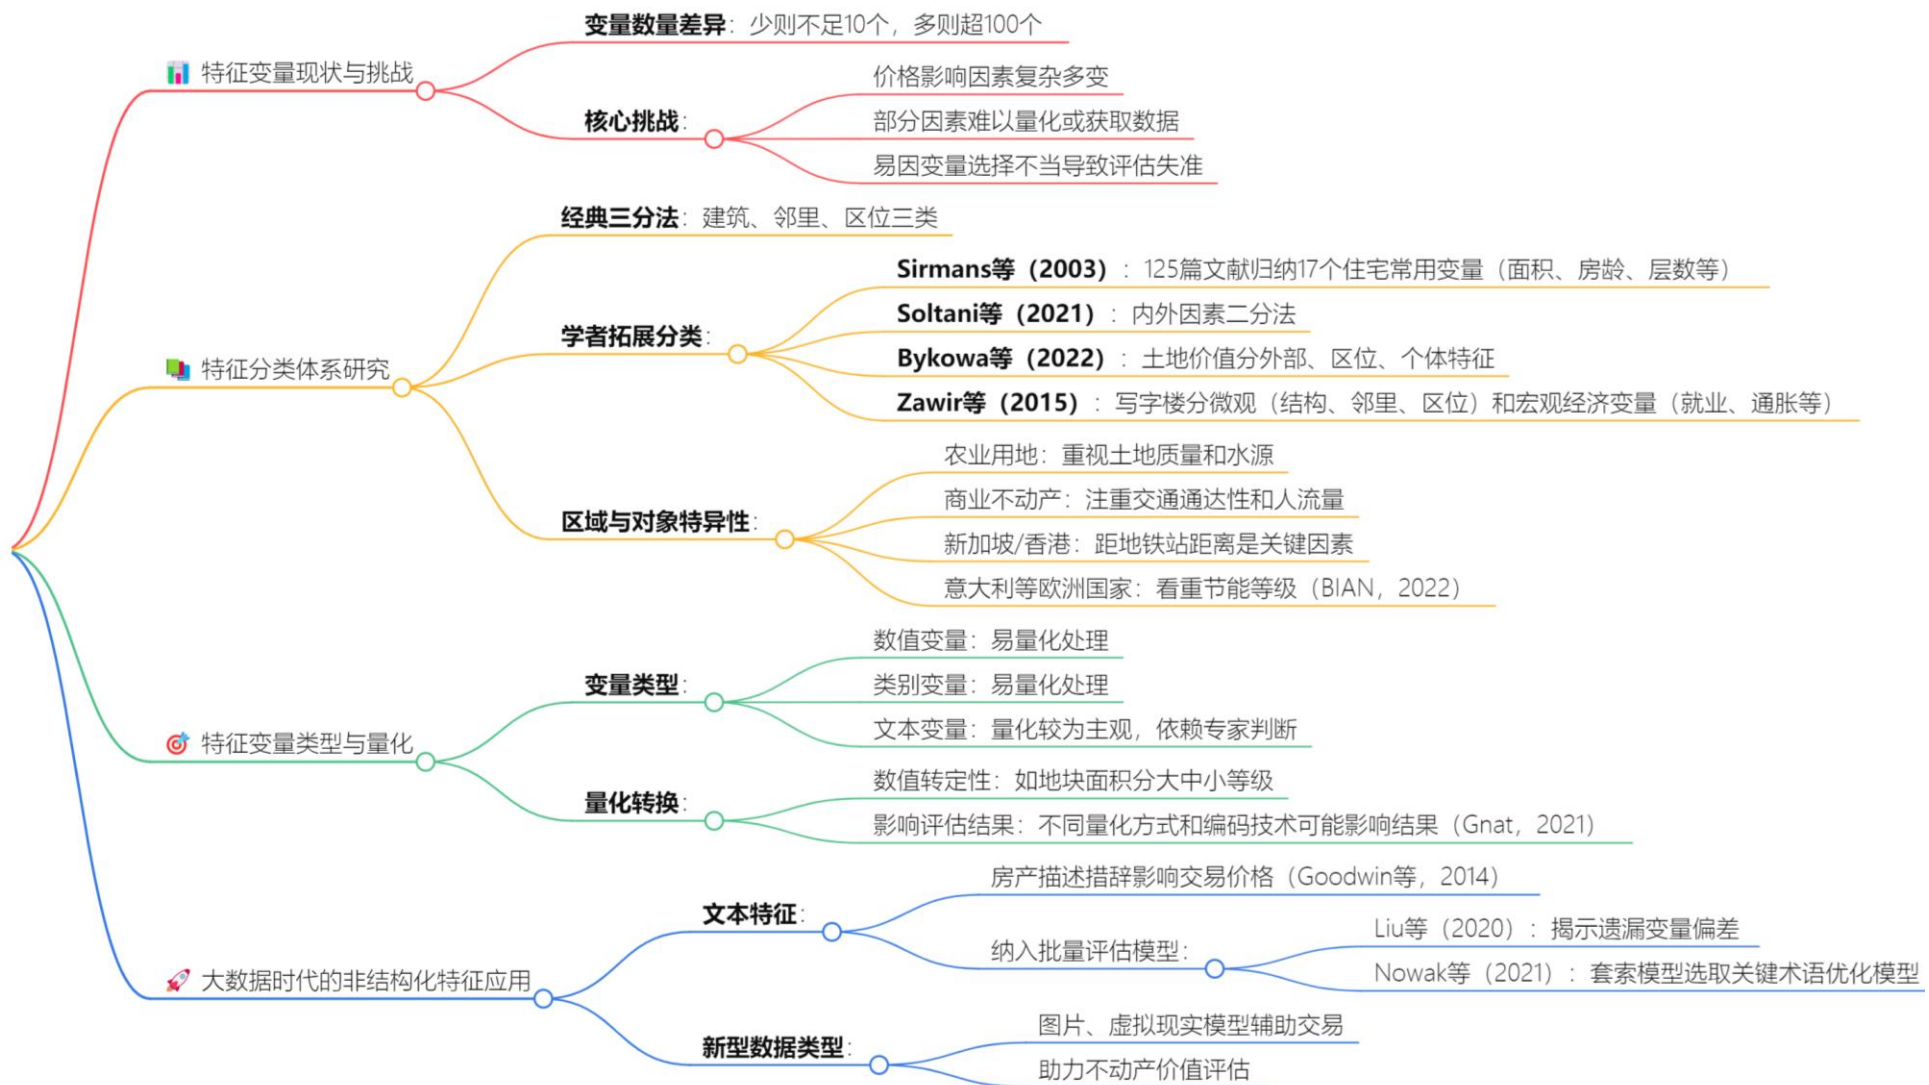 特征变量现状与挑战
变量数量差异：少则不足10个，多则超100个
核心挑战：
价格影响因素复杂多变
部分因素难以量化或获取数据
易因变量选择不当导致评估失准
特征分类体系研究
经典三分法：建筑、邻里、区位三类
学者拓展分类：
Sirmans等（2003）：125篇文献归纳17个住宅常用变量（面积、房龄、层数等）
Soltani等（2021）：内外因素二分法
Bykowa等（2022）：土地价值分外部、区位、个体特征
Zawir等（2015）：写字楼分微观（结构、邻里、区位）和宏观经济变量（就业、通胀等）
区域与对象特异性：
农业用地：重视土地质量和水源
商业不动产：注重交通通达性和人流量
新加坡/香港：距地铁站距离是关键因素
意大利等欧洲国家：看重节能等级（BIAN，2022）
特征变量类型与量化
变量类型：
数值变量：易量化处理
类别变量：易量化处理
文本变量：量化较为主观，依赖专家判断
量化转换：
数值转定性：如地块面积分大中小等级
影响评估结果：不同量化方式和编码技术可能影响结果（Gnat，2021）
大数据时代的非结构化特征应用
文本特征：
房产描述措辞影响交易价格（Goodwin等，2014）
纳入批量评估模型：
Liu等（2020）：揭示遗漏变量偏差
Nowak等（2021）：套索模型选取关键术语优化模型
新型数据类型：
图片、虚拟现实模型辅助交易
助力不动产价值评估